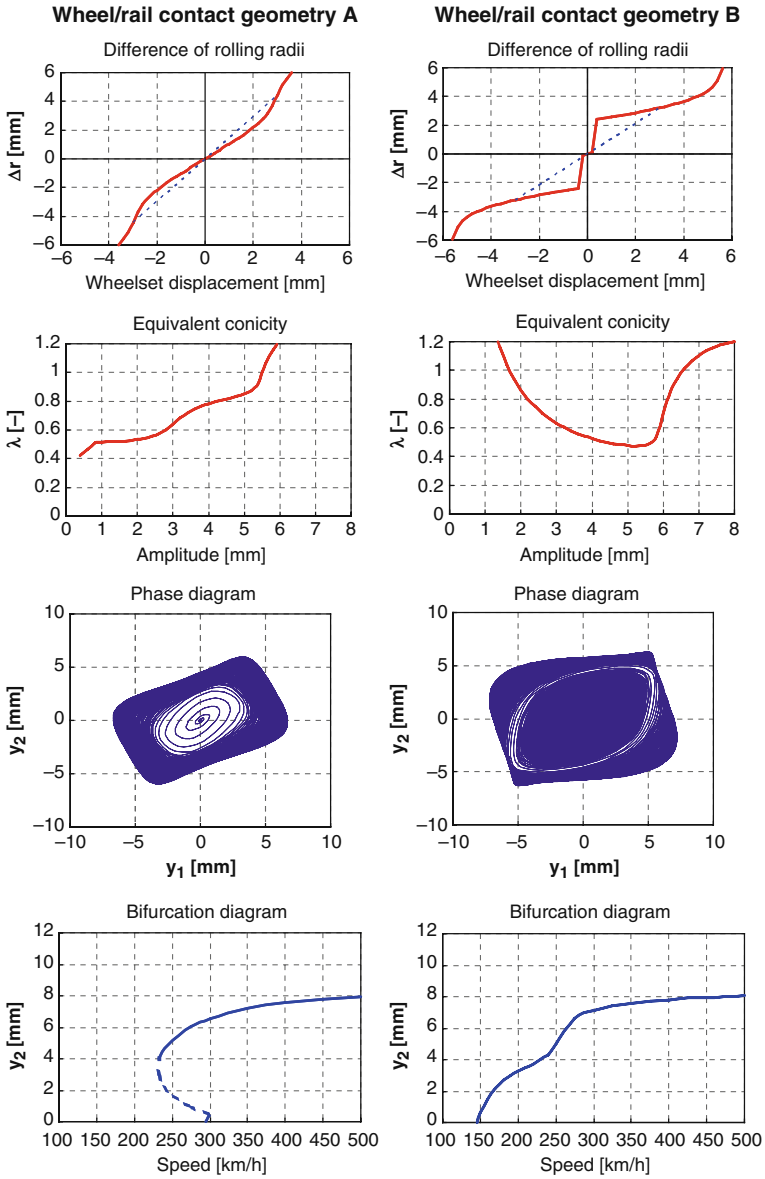 Wheel/rail contact geometry A
Difference of rolling radii
6
4
2
0
−2
−4
−6
Δr [mm]
−6 −4 −2 0 2 4 6
Wheelset displacement [mm]
Equivalent conicity
1.2
1
0.8
0.6
0.4
0.2
0
λ [–]
0 1 2 3 4 5 6 7 8
Amplitude [mm]
Phase diagram
10
5
0
−5
−10
y2 [mm]
−10 −5 0 5 10
y1 [mm]
Bifurcation diagram
12
10
8
6
4
2
0
y2 [mm]
100 150 200 250 300 350 400 450 500
Speed [km/h]
Wheel/rail contact geometry B
Difference of rolling radii
6
4
2
0
−2
−4
−6
Δr [mm]
−6 −4 −2 0 2 4 6
Wheelset displacement [mm]
Equivalent conicity
1.2
1
0.8
0.6
0.4
0.2
0
λ [–]
0 1 2 3 4 5 6 7 8
Amplitude [mm]
Phase diagram
10
5
0
−5
−10
y2 [mm]
−10 −5 0 5 10
y1 [mm]
Bifurcation diagram
12
10
8
6
4
2
0
y2 [mm]
100 150 200 250 300 350 400 450 500
Speed [km/h]